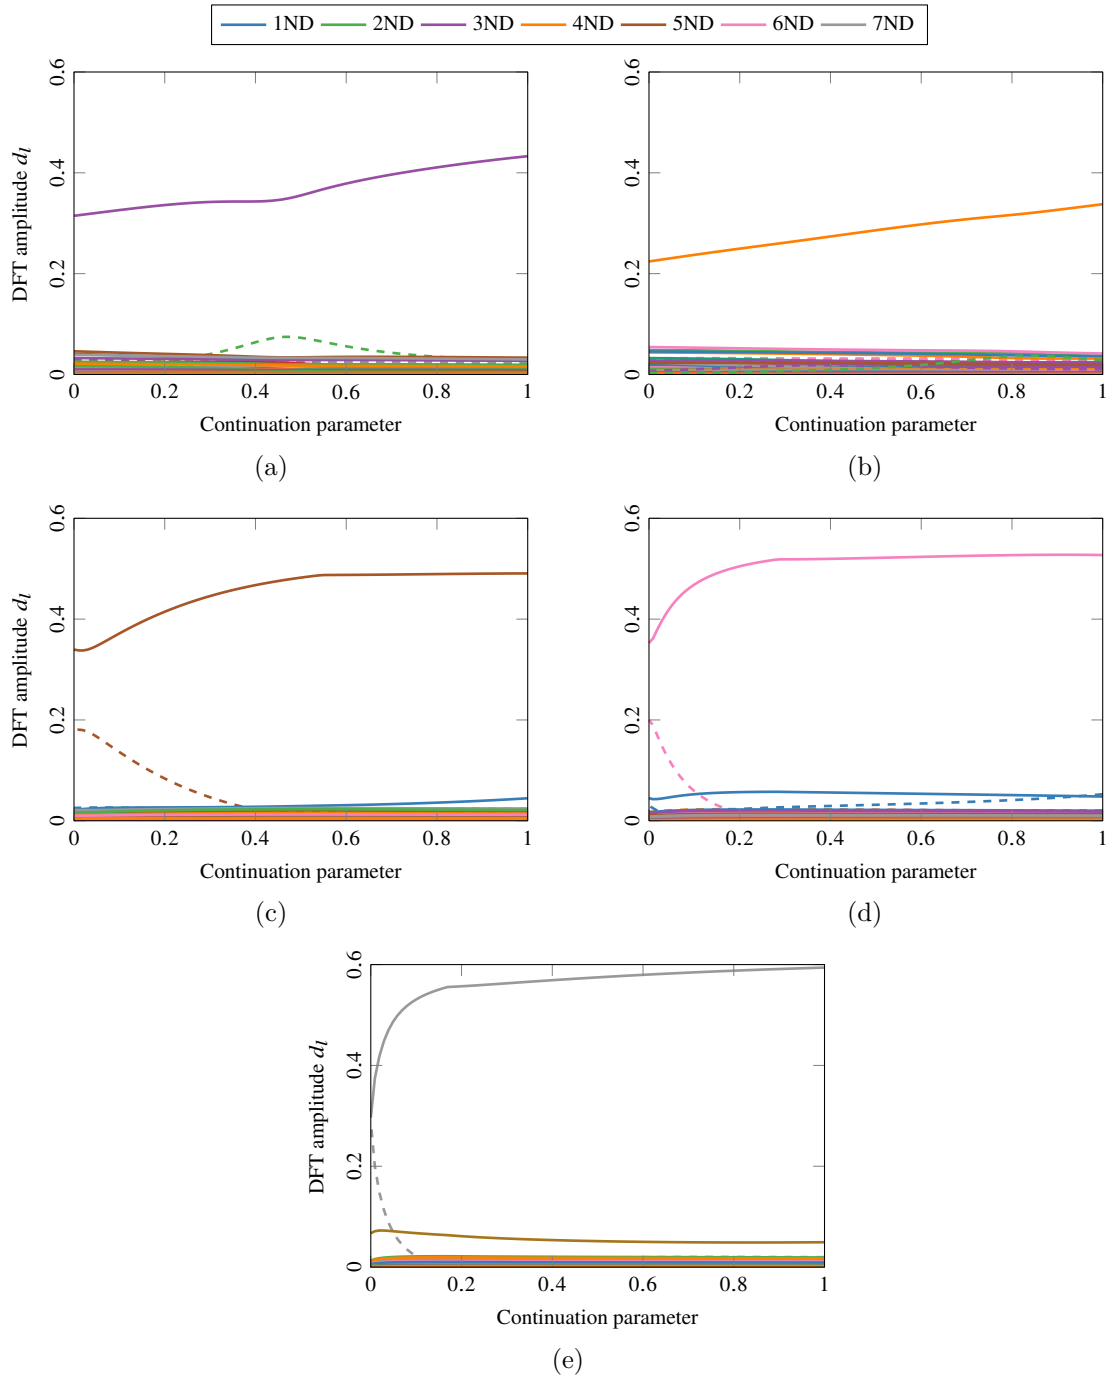 1ND 2ND 3ND 4ND 5ND 6ND 7ND
0.6
0.4
0.2
0
DFT amplitude d_l
0 0.2 0.4 0.6 0.8 1
Continuation parameter
(a)
0.6
0.4
0.2
0
0 0.2 0.4 0.6 0.8 1
Continuation parameter
(b)
0.6
0.4
0.2
0
DFT amplitude d_l
0 0.2 0.4 0.6 0.8 1
Continuation parameter
(c)
0.6
0.4
0.2
0
0 0.2 0.4 0.6 0.8 1
Continuation parameter
(d)
0.6
0.4
0.2
0
DFT amplitude d_l
0 0.2 0.4 0.6 0.8 1
Continuation parameter
(e)